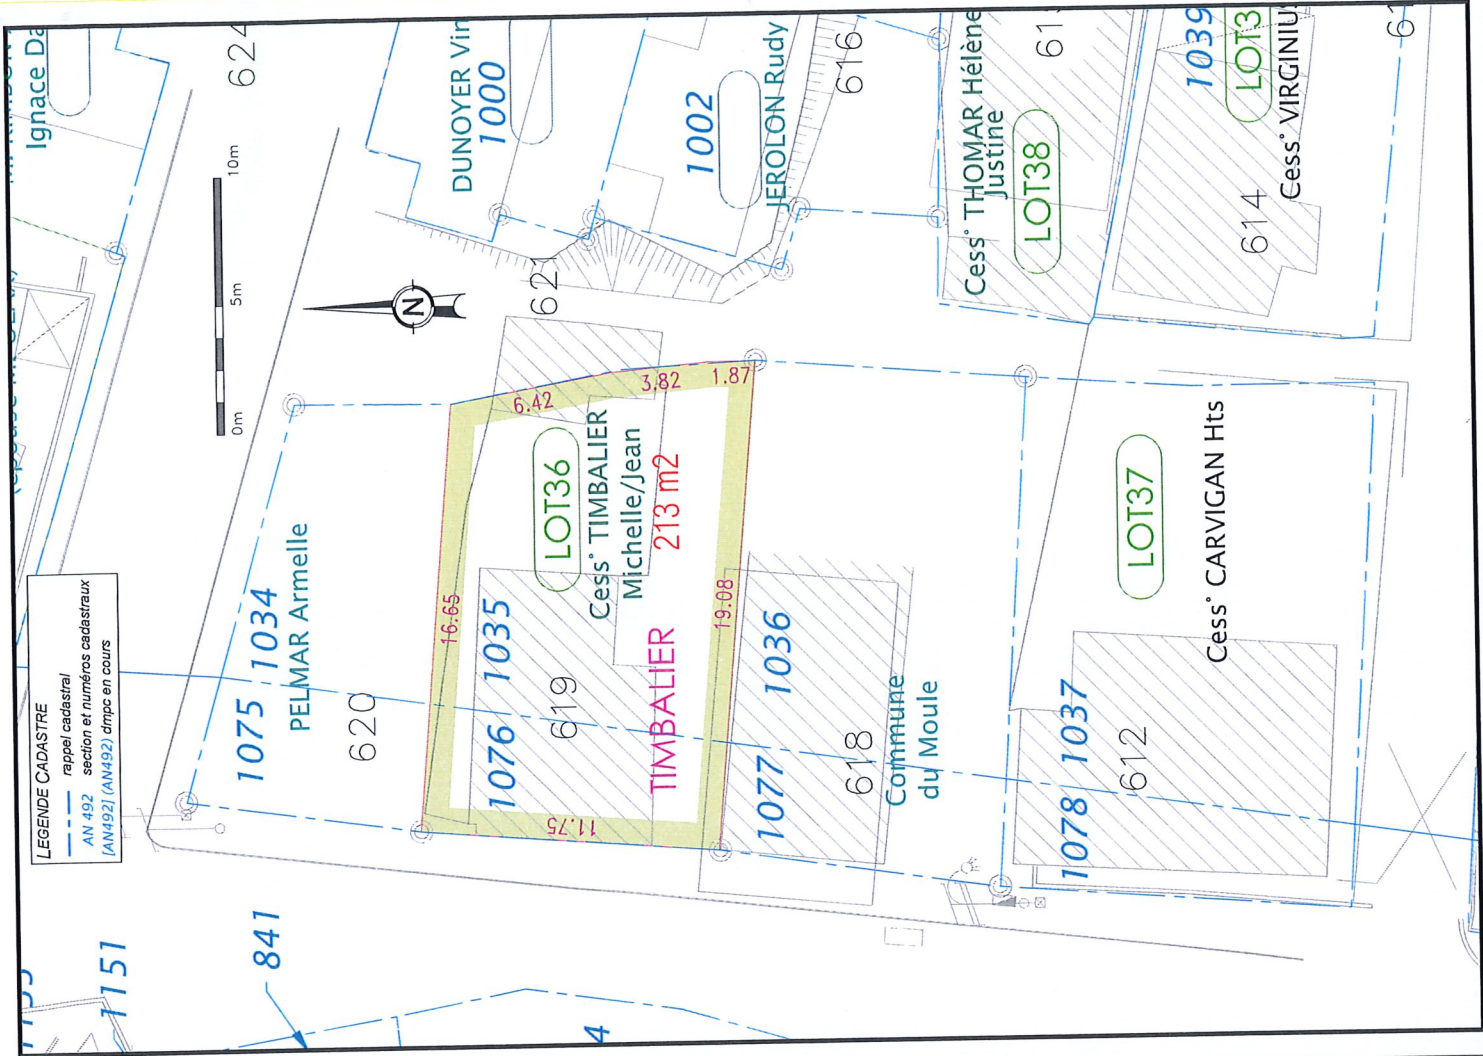 LEGENDE CADASTRE
rappel cadastral
AN 492 section et numéros cadastraux
[AN492] (AN492) dmpc en cours
Ignace
624
0m
5m
10m
N
DUNOYER
1000
1002
JEROLON Rudy
616
621
Cess° THOMAR Hélène
Justine
LOT38
1039
614
Cess° VIRGINIU
1075
1034
PELMAR Armelle
620
16.65
6.42
3.82
1.87
19.08
11.75
LOT36
Cess° TIMBALIER
Michelle/Jean
213 m2
1076
1035
619
TIMBALIER
1077
1036
618
Commune
du Moule
LOT37
Cess° CARVIGAN Hts
1078
1037
612
1151
841
4